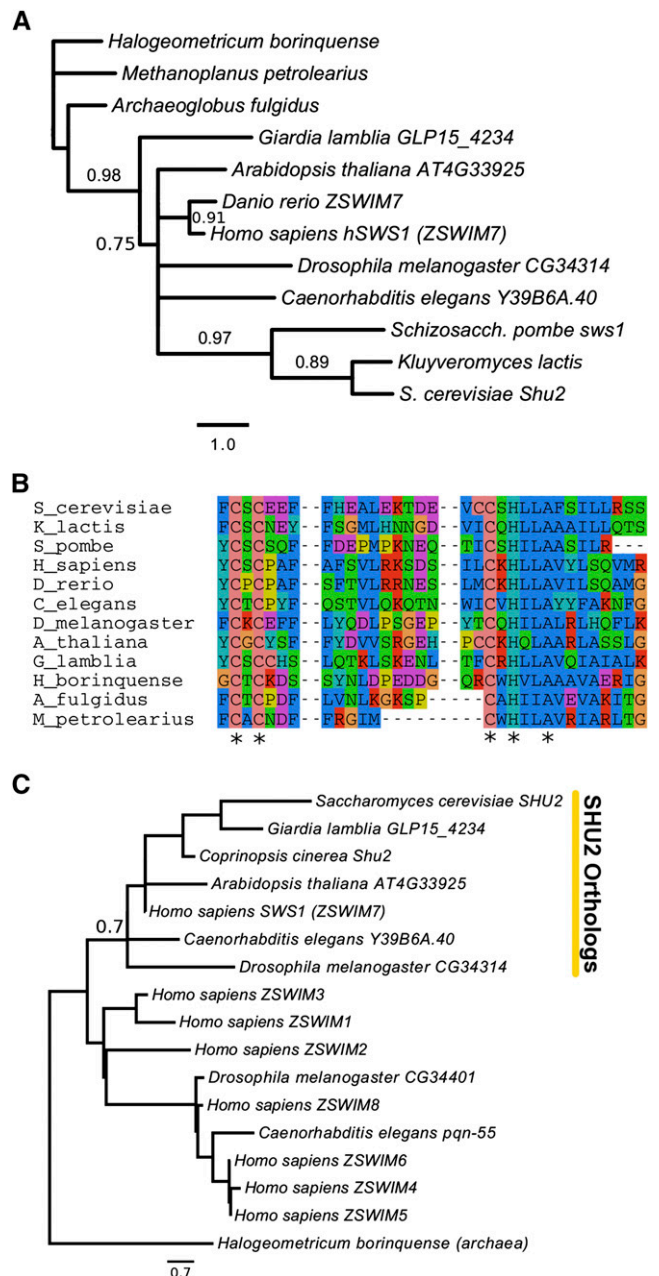 A
Halogeometricum borinquense
Methanoplanus petrolearius
Archaeoglobus fulgidus
Giardia lamblia GLP15_4234
0.98
Arabidopsis thaliana AT4G33925
Danio rerio ZSWIM7
0.91
Homo sapiens hSWS1 (ZSWIM7)
0.75
Drosophila melanogaster CG34314
Caenorhabditis elegans Y39B6A.40
0.97
Schizosacch. pombe sws1
0.89
Kluyveromyces lactis
S. cerevisiae Shu2
1.0
B
S_cerevisiae FCSCEEF--FHEALEKTDE--VCCSHLLAFSILLRSS
K_lactis FCSCNEY--FSGMLHNNGD--VICQHLLAAAILLQTS
S_pombe YCSCSQF--FDEPMPKNEQ--TICSHILAASILR----
H_sapiens YCSCPAF--AFSVLRKSDS--ILCKHLLAVYLSQVMR
D_rerio YCPCPAF--SFTVLRRNES--LMCKHLLAVILSQAMG
C_elegans YCTCPYF--QSTVLQKQTN--WICVHILAYYFAKNFG
D_melanogaster FCKCEFF--LYQDLPSGEP--YTCQHILALRLHQFLK
A_thaliana YCGCYSF--FYDVVSRGEH--PCCKHQLAARLASSLG
G_lamblia YCSCCHS--LQTKLSKENL--TFCRHLLAVQIAIALK
H_borinquense GCTCKDS--SYNLDPEDDG--QRCWHVLAAAVAERIG
A_fulgidus FCTCPDF--LVNLKGKSP-----CAHIIAVEVAKITG
M_petrolearius FCACNDF--FRGIM---------CWHIIAVRIARLTG
* * * * *
C
Saccharomyces cerevisiae SHU2
Giardia lamblia GLP15_4234
Coprinopsis cinerea Shu2
Arabidopsis thaliana AT4G33925
Homo sapiens SWS1 (ZSWIM7)
0.7
Caenorhabditis elegans Y39B6A.40
Drosophila melanogaster CG34314
SHU2 Orthologs
Homo sapiens ZSWIM3
Homo sapiens ZSWIM1
Homo sapiens ZSWIM2
Drosophila melanogaster CG34401
Homo sapiens ZSWIM8
Caenorhabditis elegans pqn-55
Homo sapiens ZSWIM6
Homo sapiens ZSWIM4
Homo sapiens ZSWIM5
Halogeometricum borinquense (archaea)
0.7